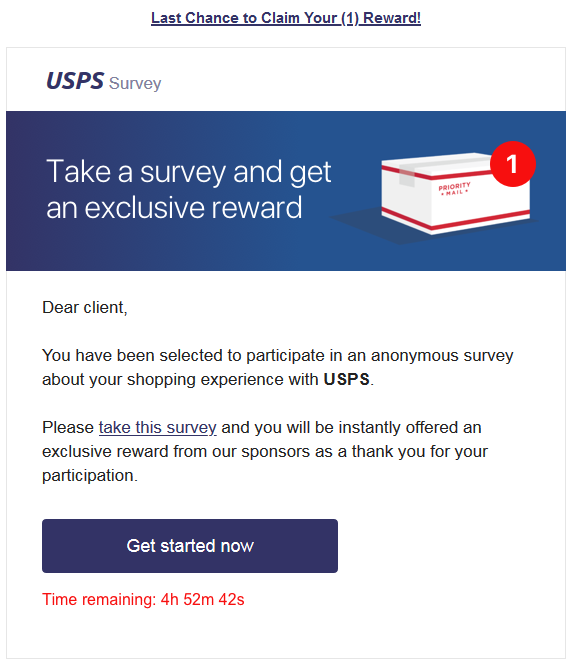 Last Chance to Claim Your (1) Reward!
USPS Survey
Take a survey and get
an exclusive reward
1
PRIORITY
MAIL
Dear client,
You have been selected to participate in an anonymous survey
about your shopping experience with USPS.
Please take this survey and you will be instantly offered an
exclusive reward from our sponsors as a thank you for your
participation.
Get started now
Time remaining: 4h 52m 42s